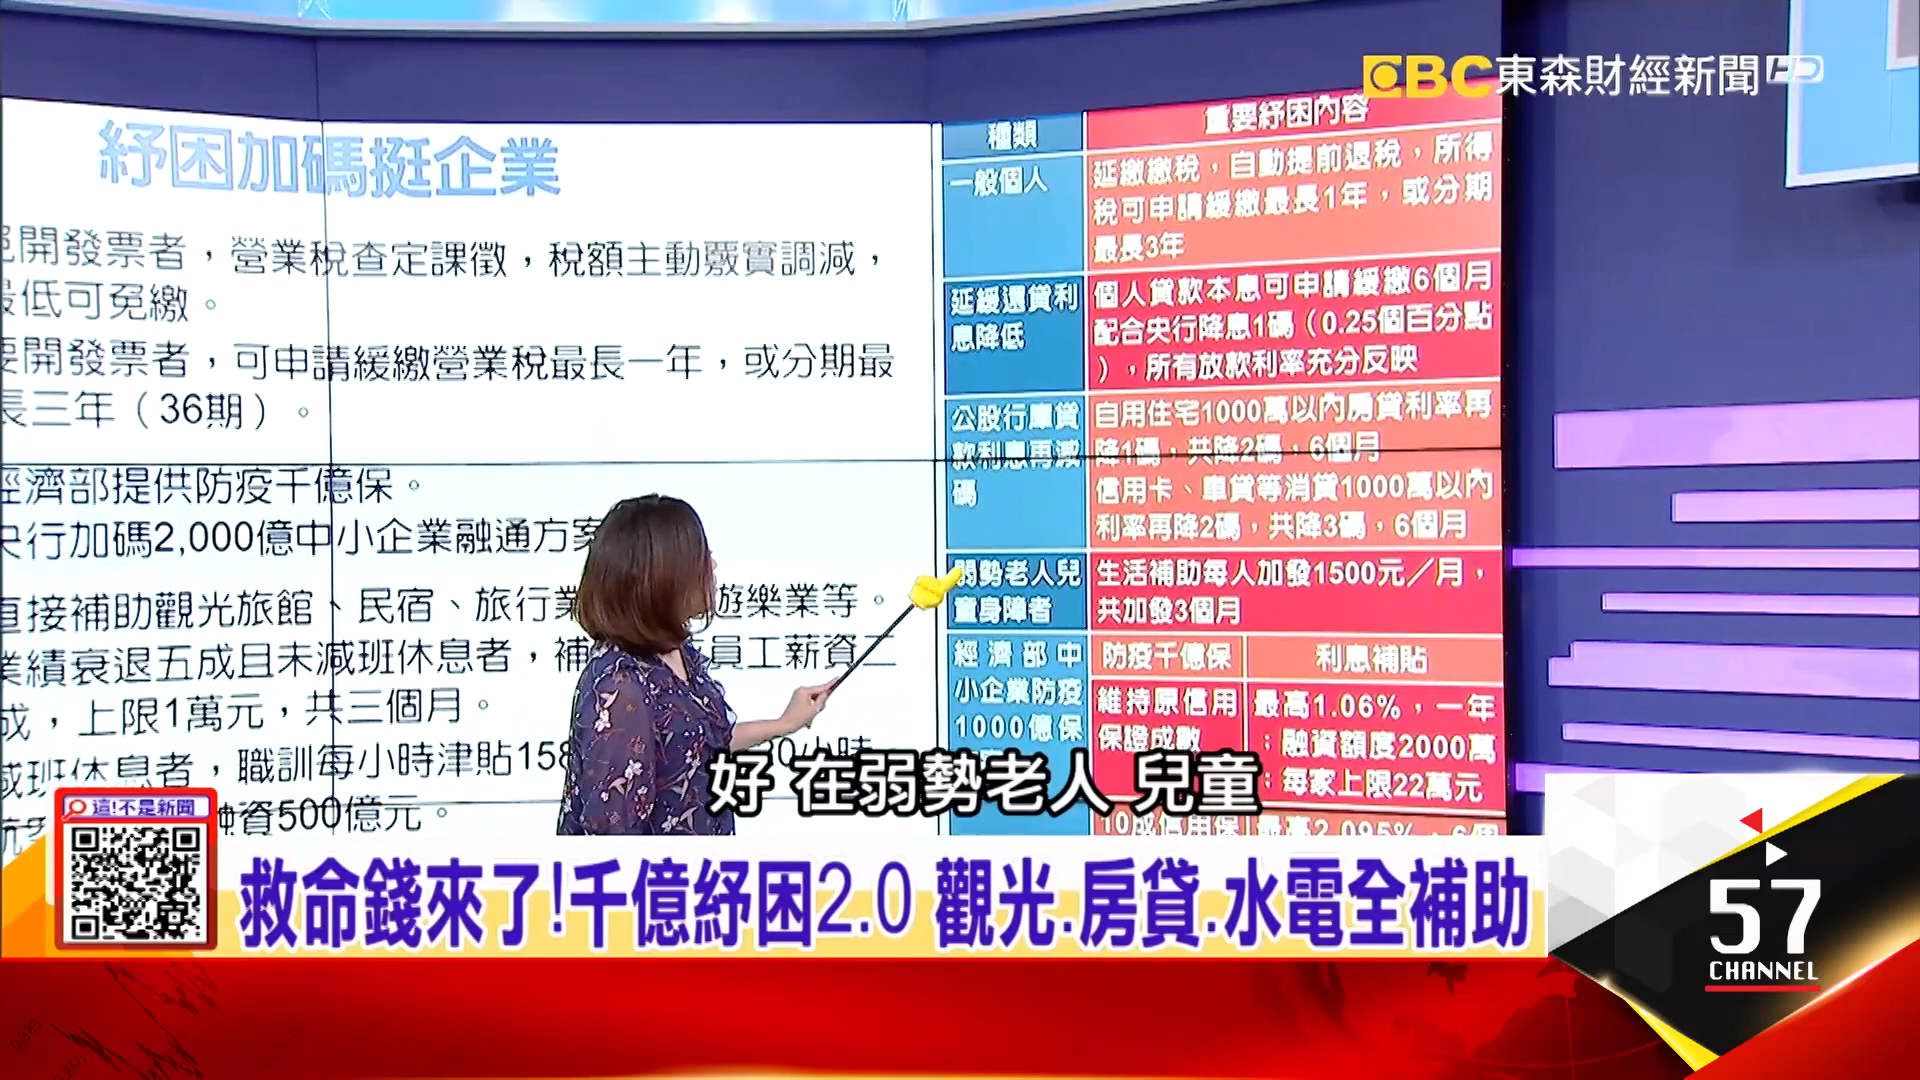 EBC 東森財經新聞 HD
紓困加碼挺企業
開發票者，營業稅查定課徵，稅額主動覈實調減，
最低可免繳。
要開發票者，可申請緩繳營業稅最長一年，或分期最
長三年（36期）。
經濟部提供防疫千億保。
央行加碼2,000億中小企業融通方案
直接補助觀光旅館、民宿、旅行業 遊樂業等。
業績衰退五成且未減班休息者，補 員工薪資二
成，上限1萬元，共三個月。
減班休息者，職訓每小時津貼158 小時
融資500億元。
種類
重要紓困內容
一般個人
延繳繳稅，自動提前退稅，所得
稅可申請緩繳最長1年，或分期
最長3年
延緩還貸利
息降低
個人貸款本息可申請緩繳6個月
配合央行降息1碼（0.25個百分點
），所有放款利率充分反映
公股行庫貸
款利息再減
碼
自用住宅1000萬以內房貸利率再
降1碼，共降2碼，6個月
信用卡、車貸等消貸1000萬以內
利率再降2碼，共降3碼，6個月
弱勢老人兒
童身障者
生活補助每人加發1500元／月，
共加發3個月
經濟部中
小企業防疫
1000億保
防疫千億保
利息補貼
維持原信用
保證成數
最高1.06%，一年
；融資額度2000萬
；每家上限22萬元
10成信用保
最高2.095%，6個
好 在弱勢老人 兒童
這!不是新聞
救命錢來了!千億紓困2.0 觀光.房貸.水電全補助
57
CHANNEL